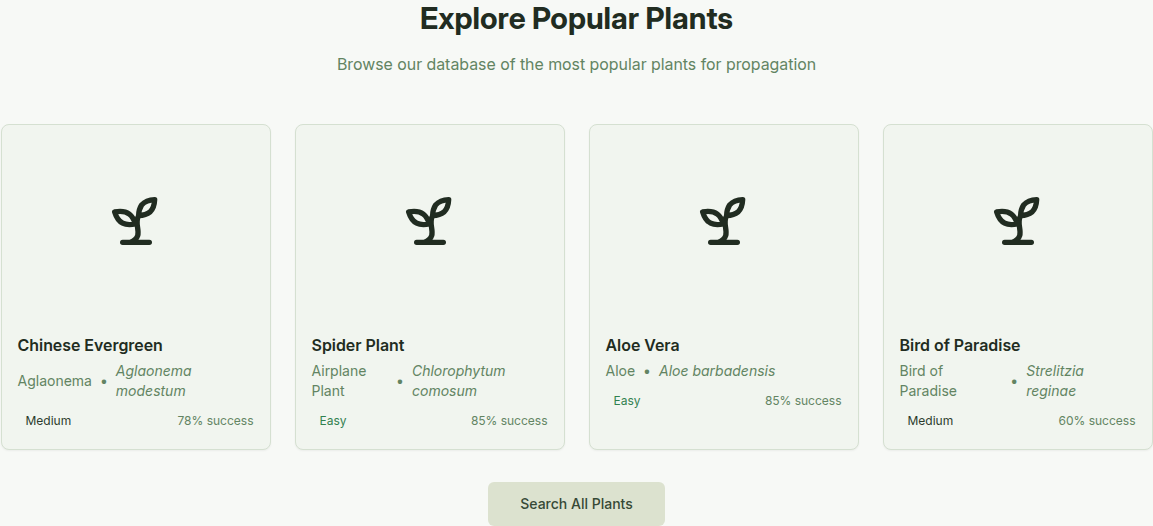 Explore Popular Plants
Browse our database of the most popular plants for propagation
Chinese Evergreen
Aglaonema • Aglaonema
modestum
Medium 78% success
Spider Plant
Airplane
Plant • Chlorophytum
comosum
Easy 85% success
Aloe Vera
Aloe • Aloe barbadensis
Easy 85% success
Bird of Paradise
Bird of
Paradise • Strelitzia
reginae
Medium 60% success
Search All Plants